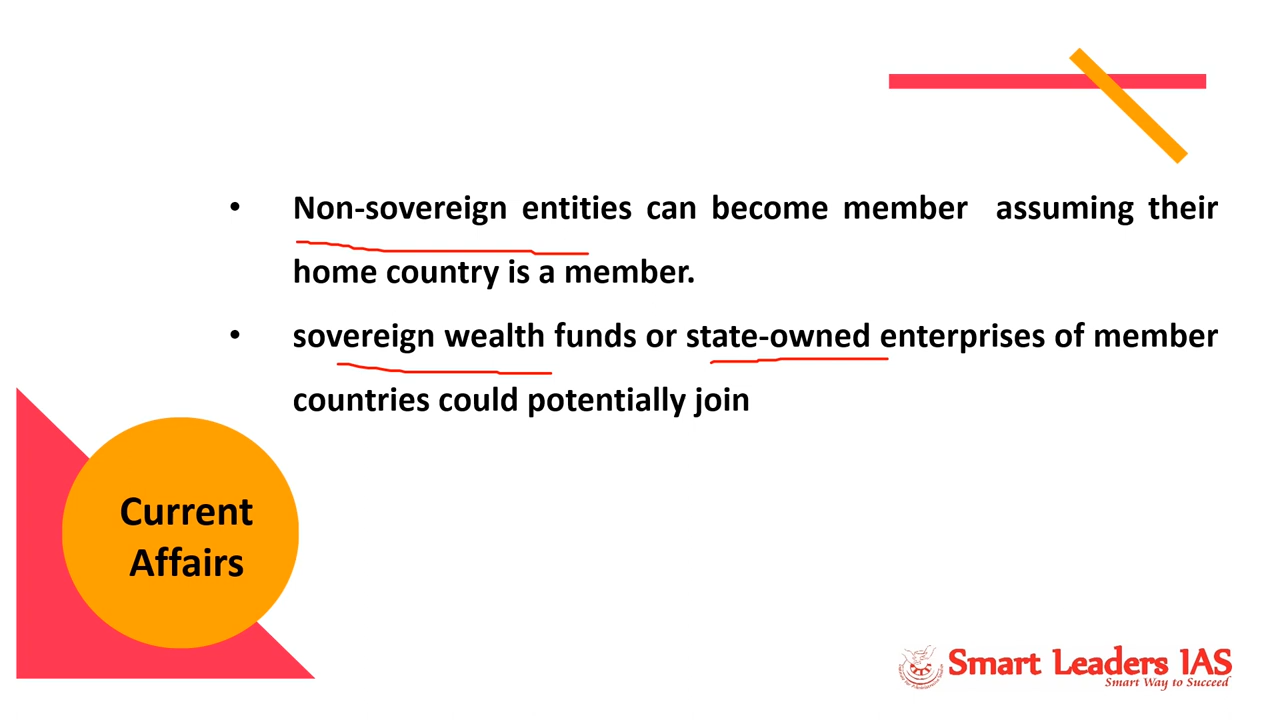 • Non-sovereign entities can become member assuming their
home country is a member.
• sovereign wealth funds or state-owned enterprises of member
countries could potentially join
Current
Affairs
Smart Leaders IAS
Smart Way to Succeed